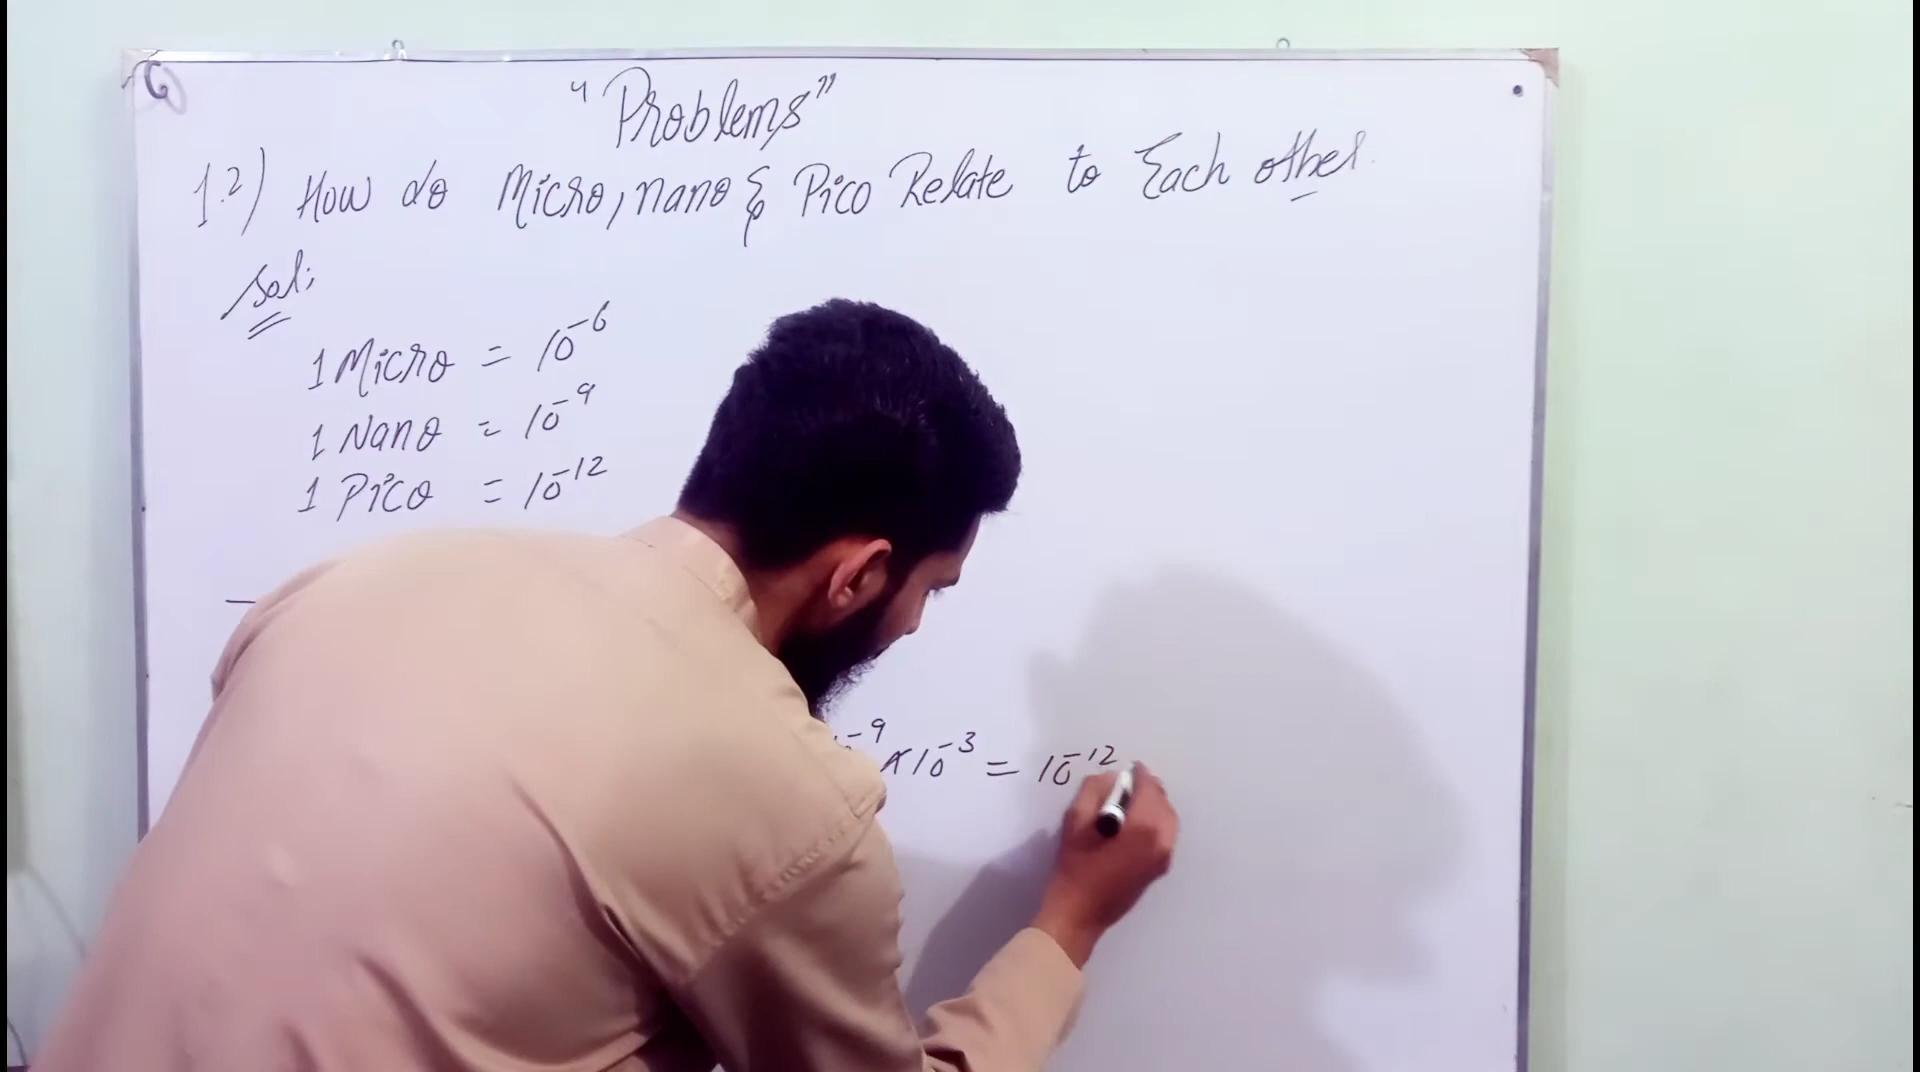 "Problems"
1.2) How do Micro, nano & Pico Relate to Each other.
Sol;
1 Micro = 10⁻⁶
1 Nano = 10⁻⁹
1 Pico = 10⁻¹²
⁻⁹ × 10⁻³ = 10⁻¹²